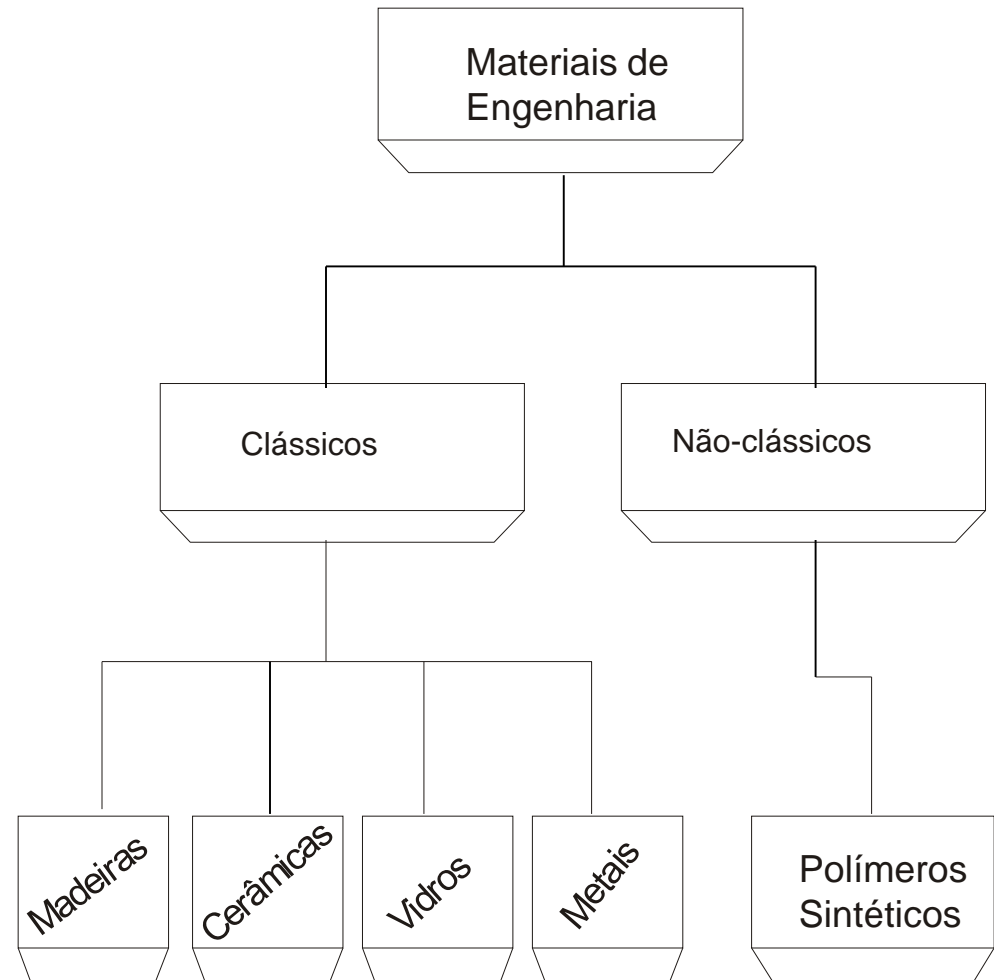 Materiais de
Engenharia
Clássicos
Não-clássicos
Madeiras
Cerâmicas
Vidros
Metais
Polímeros
Sintéticos